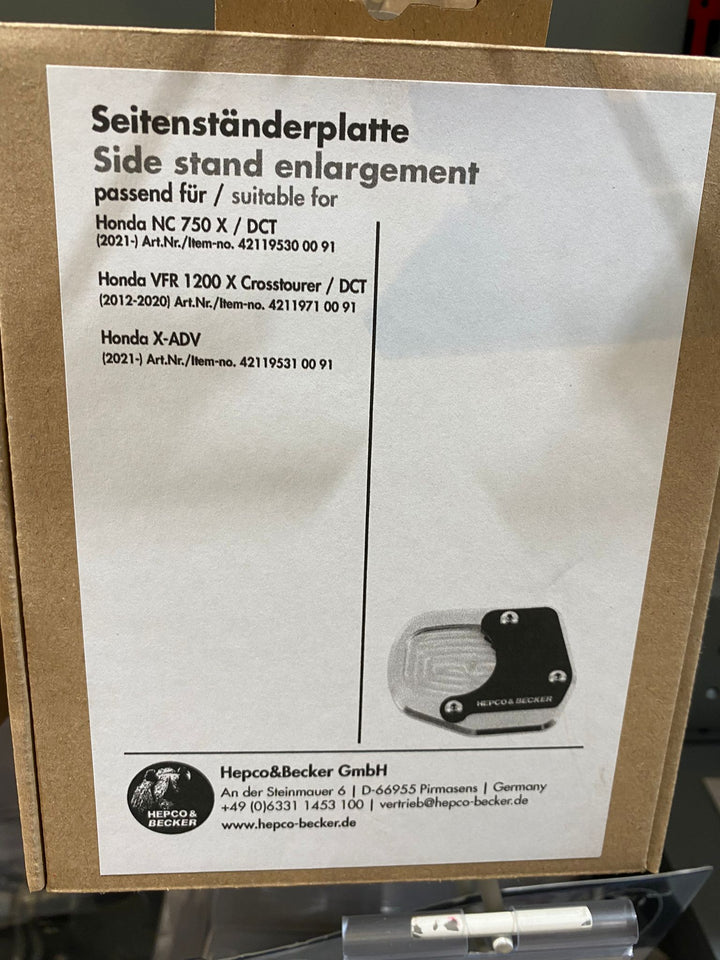 Seitenständerplatte
Side stand enlargement
passend für / suitable for
Honda NC 750 X / DCT
(2021-) Art.Nr./Item-no. 42119530 00 91
Honda VFR 1200 X Crosstourer / DCT
(2012-2020) Art.Nr./Item-no. 4211971 00 91
Honda X-ADV
(2021-) Art.Nr./Item-no. 42119531 00 91
HEPCO & BECKER
HEPCO &
BECKER
Hepco&Becker GmbH
An der Steinmauer 6 | D-66955 Pirmasens | Germany
+49 (0)6331 1453 100 | vertrieb@hepco-becker.de
www.hepco-becker.de